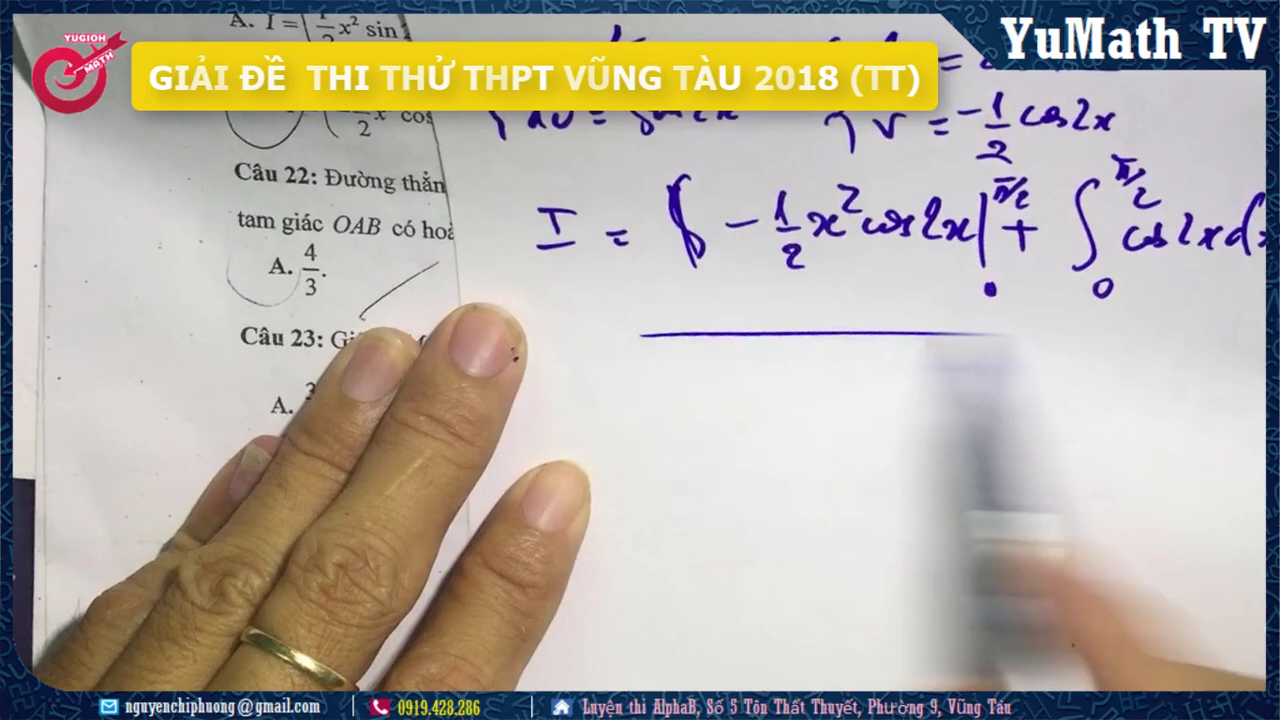 YUGIOH
MATH
GIẢI ĐỀ THI THỬ THPT VŨNG TÀU 2018 (TT)
YuMath TV
A. I = 1/2 x² sin
x cos
v = -1/2 cos2x
Câu 22: Đường thẳn
tam giác OAB có hoà
A. 4/3.
I = - 1/2 x² cos2x |₀^{π/2} + ∫₀^{π/2} cos2xd
Câu 23: Gi
A.
nguyenchiphuong@gmail.com
0919.428.286
Luyện thi AlphaB, Số 5 Tôn Thất Thuyết, Phường 9, Vũng Tàu